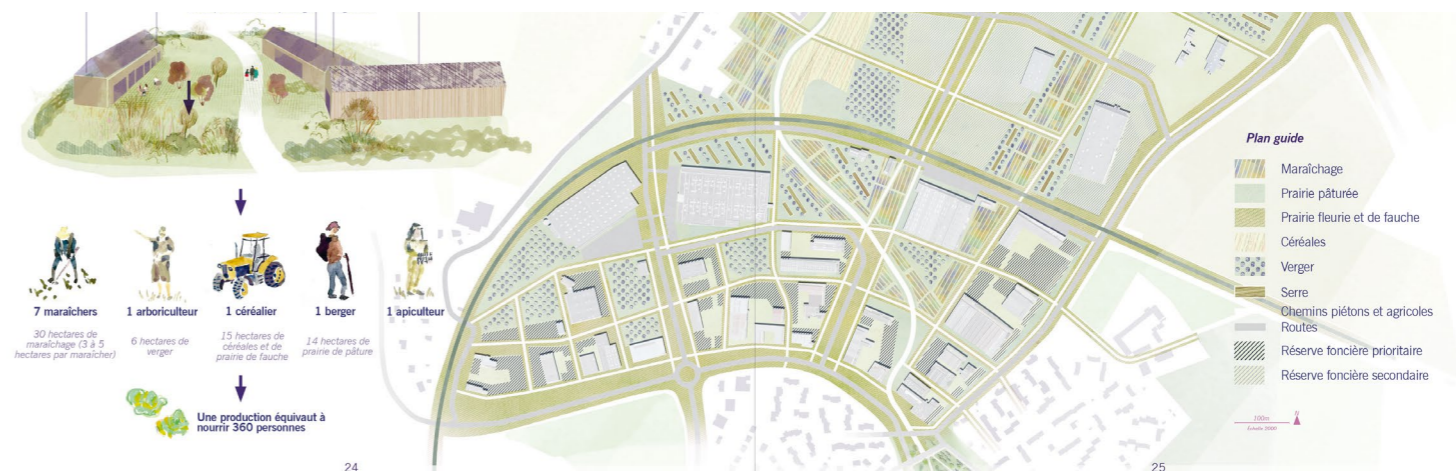 7 maraîchers
30 hectares de
maraîchage (3 à 5
hectares par maraîcher)
1 arboriculteur
6 hectares de
verger
1 céréalier
15 hectares de
céréales et de
prairie de fauche
1 berger
14 hectares de
prairie de pâture
1 apiculteur
Une production équivaut à
nourrir 360 personnes
24
Plan guide
Maraîchage
Prairie pâturée
Prairie fleurie et de fauche
Céréales
Verger
Serre
Chemins piétons et agricoles
Routes
Réserve foncière prioritaire
Réserve foncière secondaire
100m
N
25